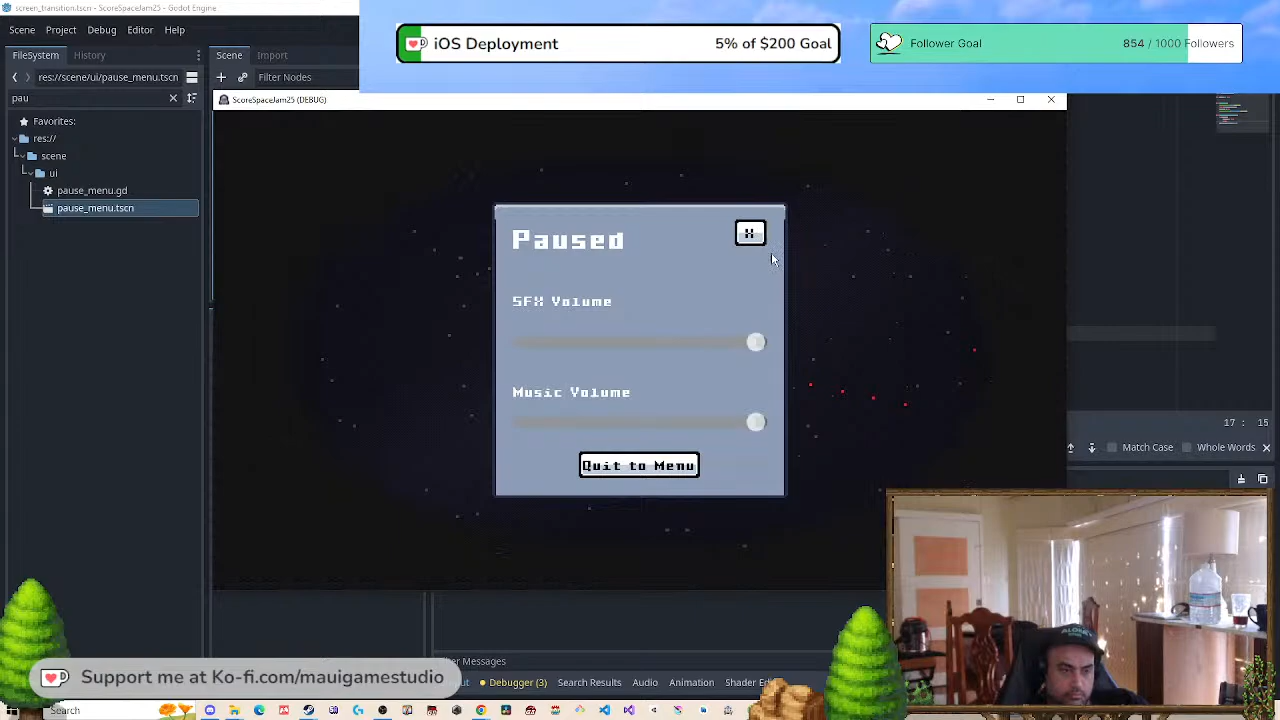 screen_transition.tscn - ScoreSpaceJam25 - Godot Engine
Scene Project Debug Editor Help
iOS Deployment 5% of $200 Goal
Follower Goal 854 / 1000 Followers
FileSystem History
Scene Import
res://scene/ui/pause_menu.tscn
Filter Nodes
pau
ScoreSpaceJam25 (DEBUG)
Favorites:
res://
scene
ui
pause_menu.gd
pause_menu.tscn
Paused
X
SFX Volume
Music Volume
Quit to Menu
17 : 15
Match Case Whole Words
Messages
Debugger (3) Search Results Audio Animation
Support me at Ko-fi.com/mauigamestudio
Search